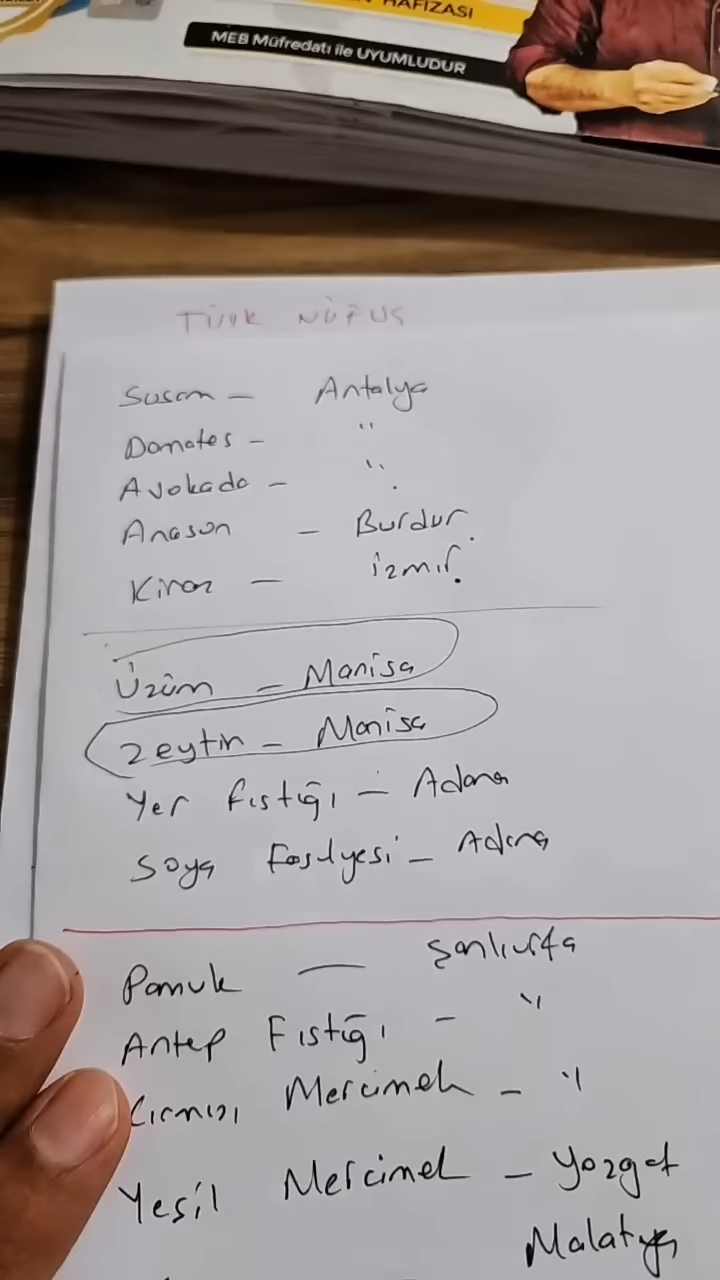 HAFIZASI
MEB Müfredatı ile UYUMLUDUR
TÜRK NÜFUS
Susam – Antalya
Domates – "
Avokado – "
Anason – Burdur
Kiraz – İzmir
Üzüm – Manisa
Zeytin – Manisa
Yer Fıstığı – Adana
Soya Fasulyesi – Adana
Pamuk – Şanlıurfa
Antep Fıstığı – "
Kırmızı Mercimek – "
Yeşil Mercimek – Yozgat
Malatya